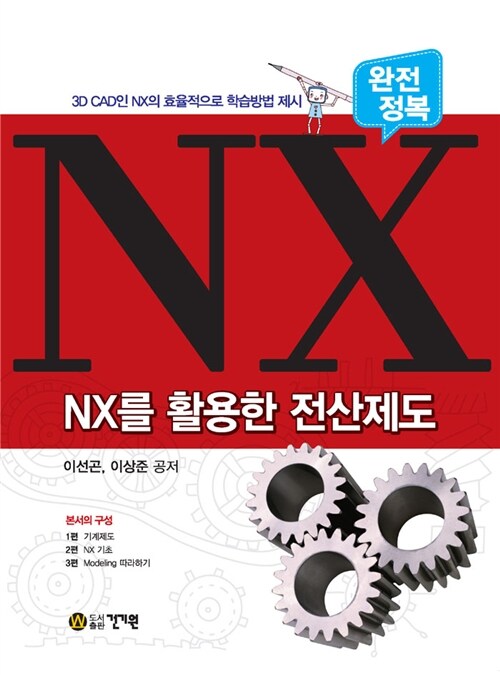 3D CAD인 NX의 효율적으로 학습방법 제시
완전
정복
NX
NX를 활용한 전산제도
이선곤, 이상준 공저
본서의 구성
1편 기계제도
2편 NX 기초
3편 Modeling 따라하기
W 도서
출판 건기원